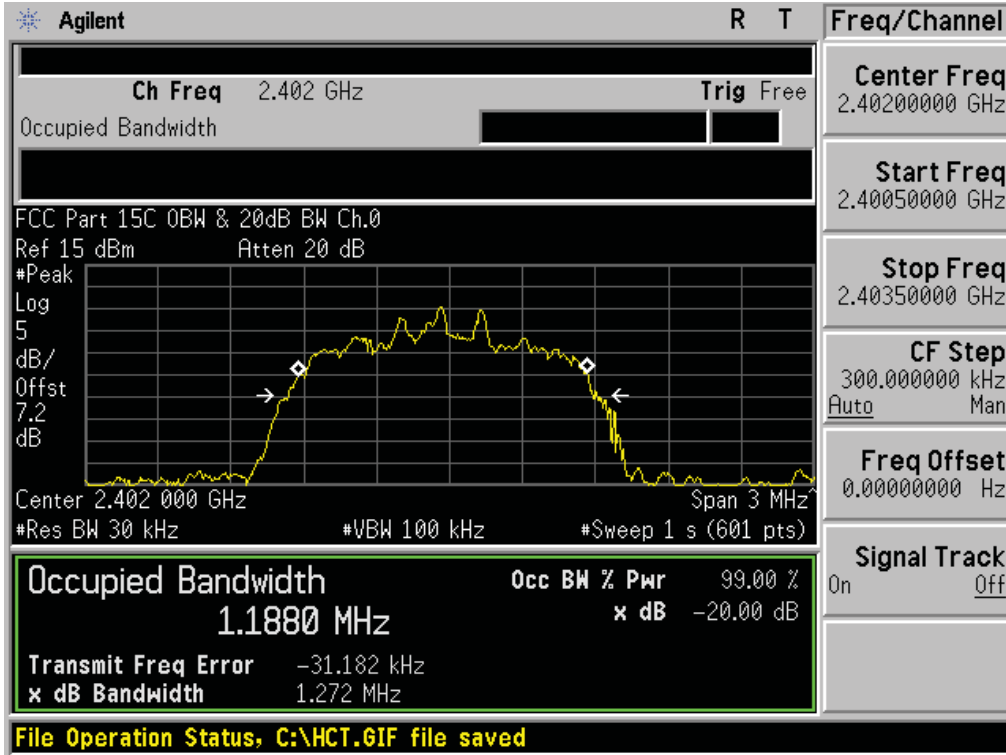 Agilent R T
Ch Freq 2.402 GHz Trig Free
Occupied Bandwidth
FCC Part 15C OBW & 20dB BW Ch.0
Ref 15 dBm Atten 20 dB
#Peak
Log
5
dB/
Offst
7.2
dB
Center 2.402 000 GHz Span 3 MHz^
#Res BW 30 kHz #VBW 100 kHz #Sweep 1 s (601 pts)
Occupied Bandwidth
1.1880 MHz
Occ BW % Pwr 99.00 %
x dB -20.00 dB
Transmit Freq Error -31.182 kHz
x dB Bandwidth 1.272 MHz
File Operation Status, C:\HCT.GIF file saved
Freq/Channel
Center Freq
2.40200000 GHz
Start Freq
2.40050000 GHz
Stop Freq
2.40350000 GHz
CF Step
300.000000 kHz
Auto Man
Freq Offset
0.00000000 Hz
Signal Track
On Off